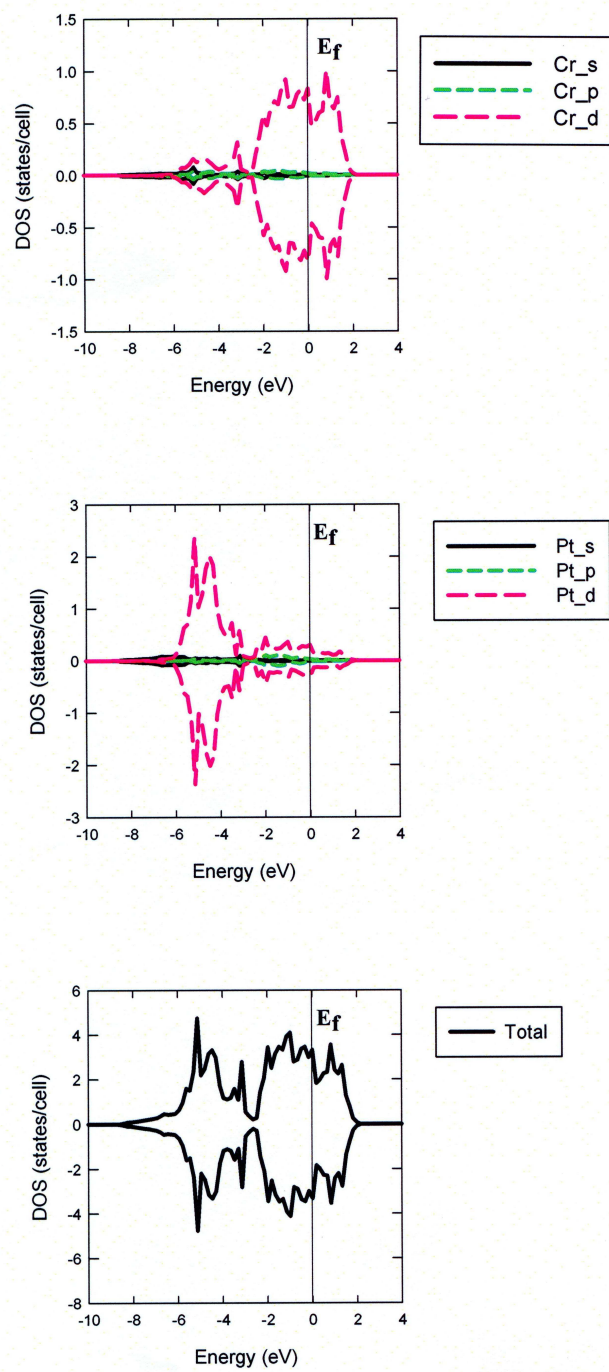 1.5
1.0
0.5
0.0
-0.5
-1.0
-1.5
DOS (states/cell)
E_f
-10 -8 -6 -4 -2 0 2 4
Energy (eV)
Cr_s
Cr_p
Cr_d
3
2
1
0
-1
-2
-3
DOS (states/cell)
E_f
-10 -8 -6 -4 -2 0 2 4
Energy (eV)
Pt_s
Pt_p
Pt_d
6
4
2
0
-2
-4
-6
-8
DOS (states/cell)
E_f
-10 -8 -6 -4 -2 0 2 4
Energy (eV)
Total